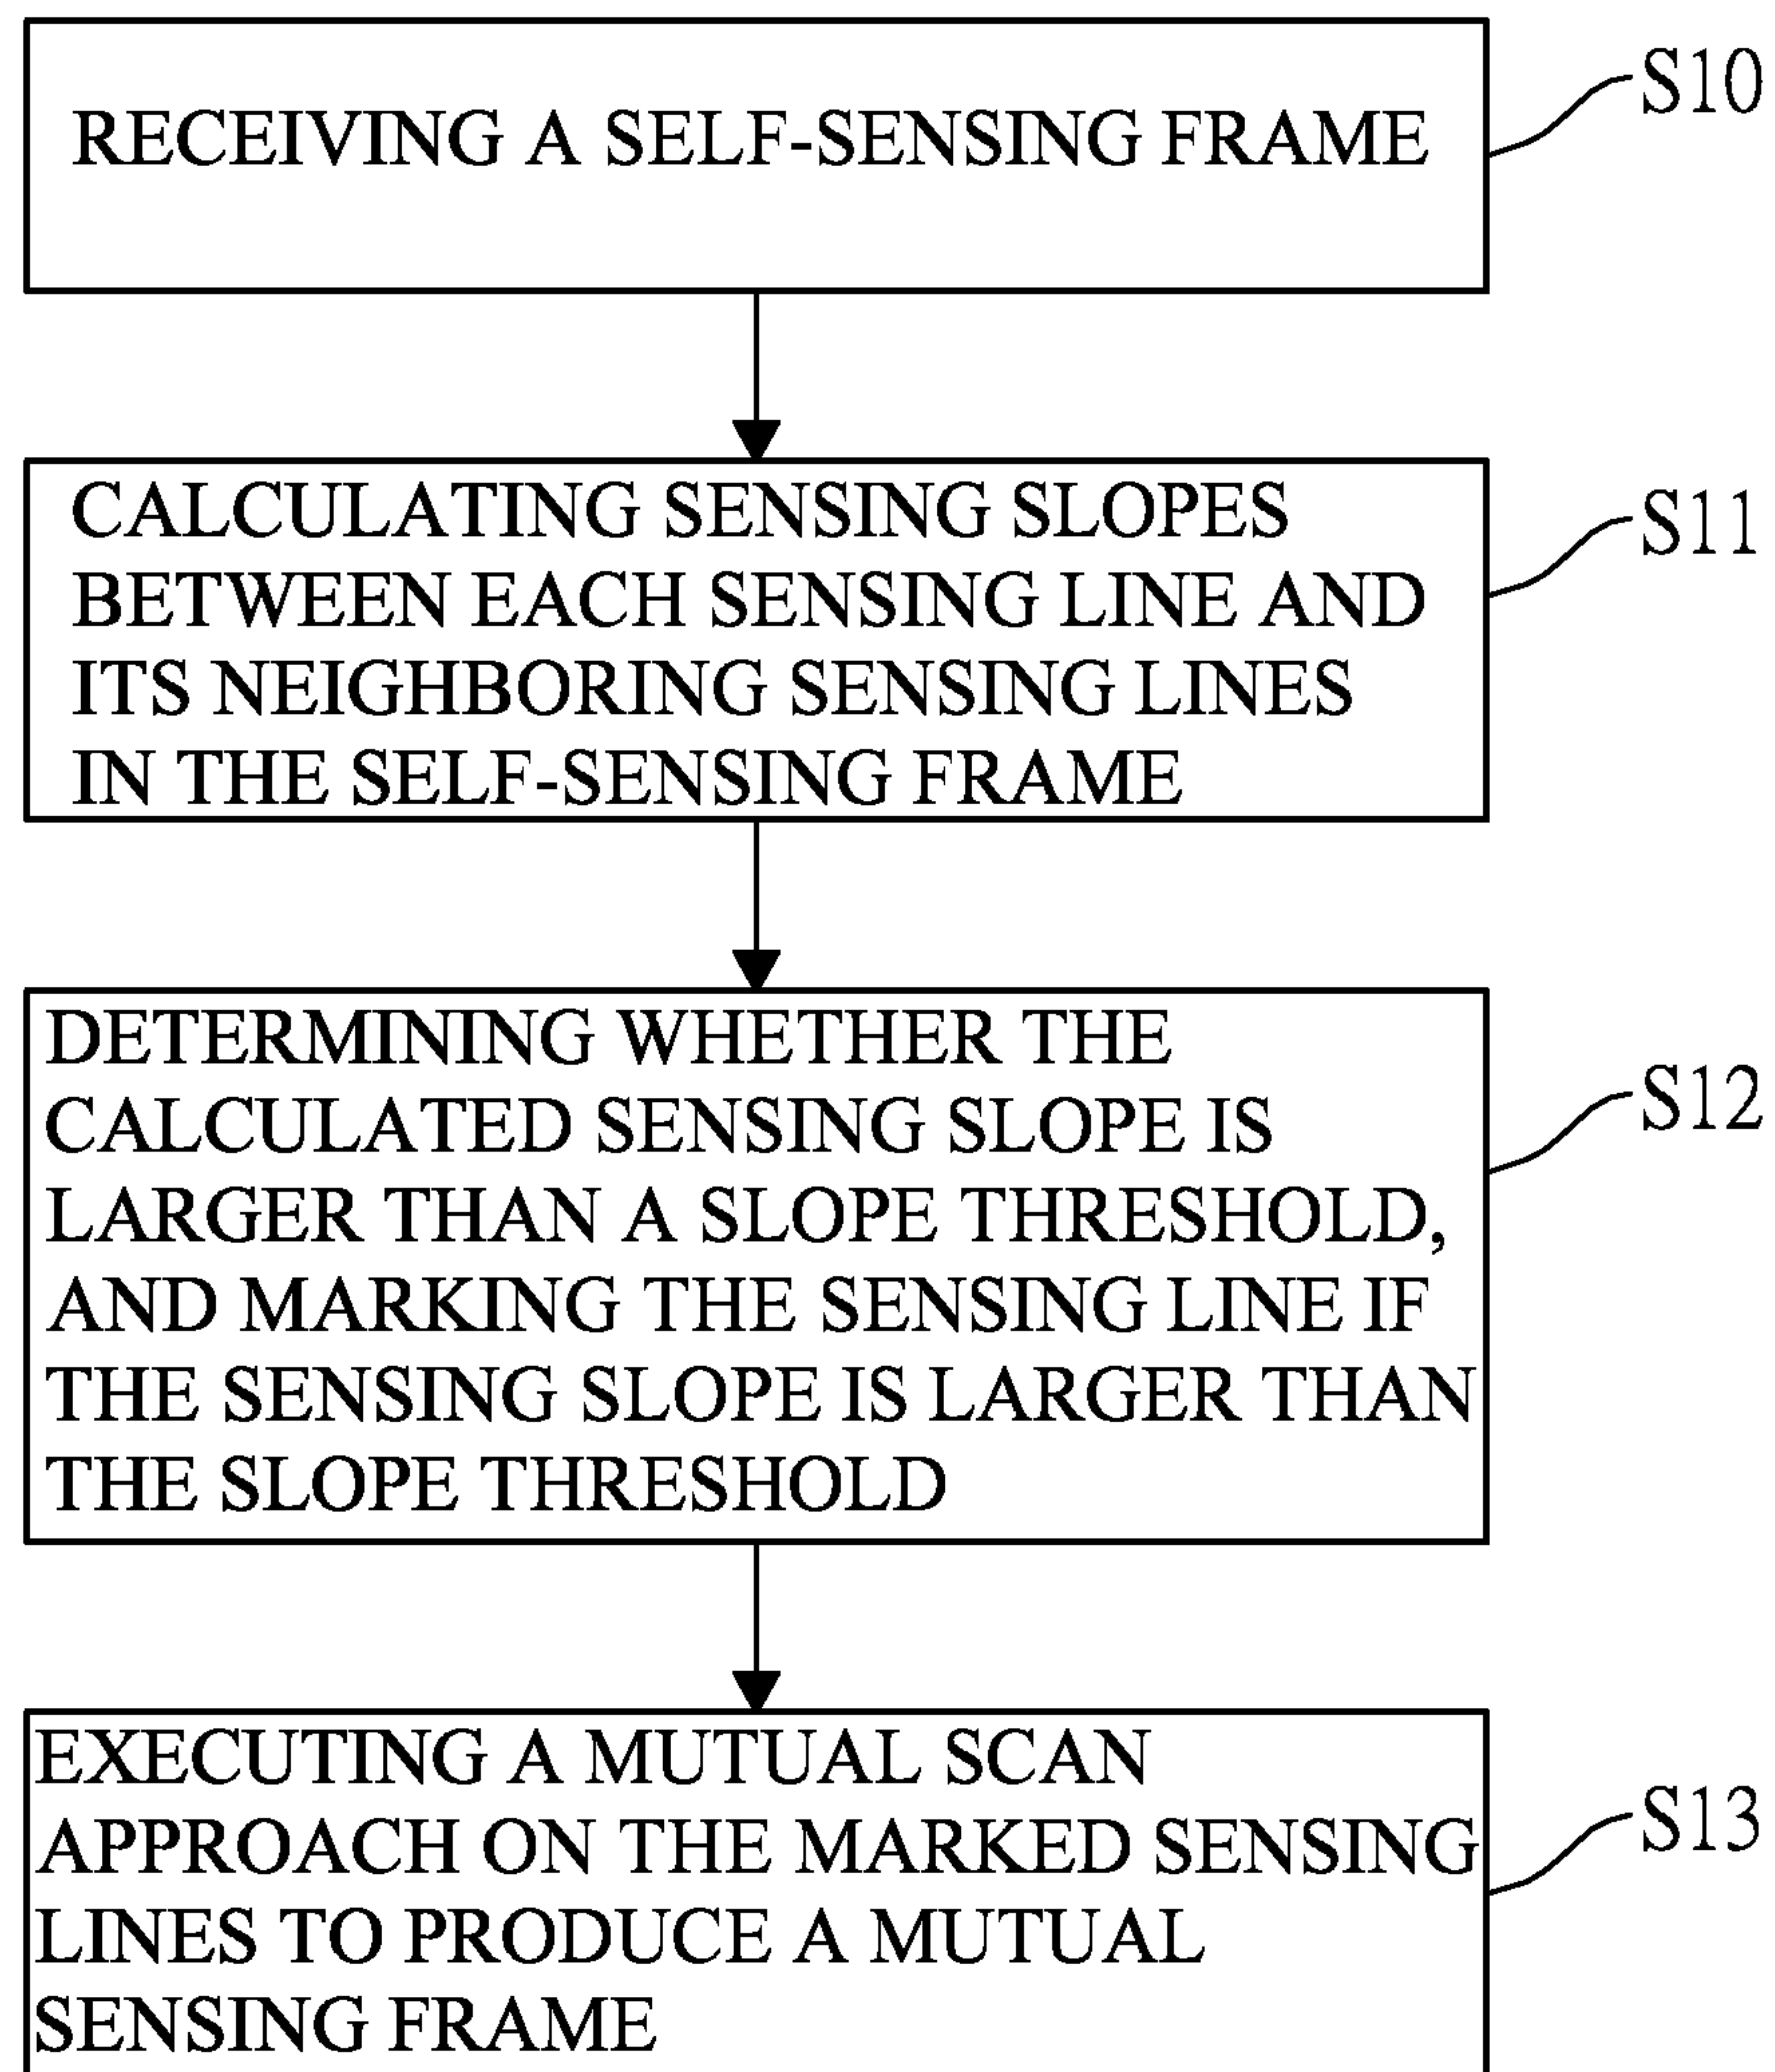 RECEIVING A SELF-SENSING FRAME
S10
CALCULATING SENSING SLOPES
BETWEEN EACH SENSING LINE AND
ITS NEIGHBORING SENSING LINES
IN THE SELF-SENSING FRAME
S11
DETERMINING WHETHER THE
CALCULATED SENSING SLOPE IS
LARGER THAN A SLOPE THRESHOLD,
AND MARKING THE SENSING LINE IF
THE SENSING SLOPE IS LARGER THAN
THE SLOPE THRESHOLD
S12
EXECUTING A MUTUAL SCAN
APPROACH ON THE MARKED SENSING
LINES TO PRODUCE A MUTUAL
SENSING FRAME
S13